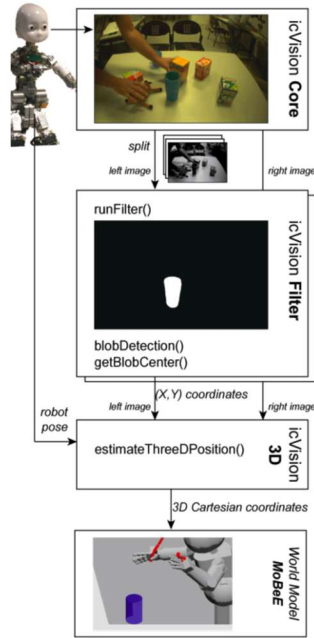 icVision Core
split
left image
right image
runFilter()
icVision Filter
blobDetection()
getBlobCenter()
(X,Y) coordinates
left image
right image
robot
pose
icVision
3D
estimateThreeDPosition()
3D Cartesian coordinates
World Model
MoBeE